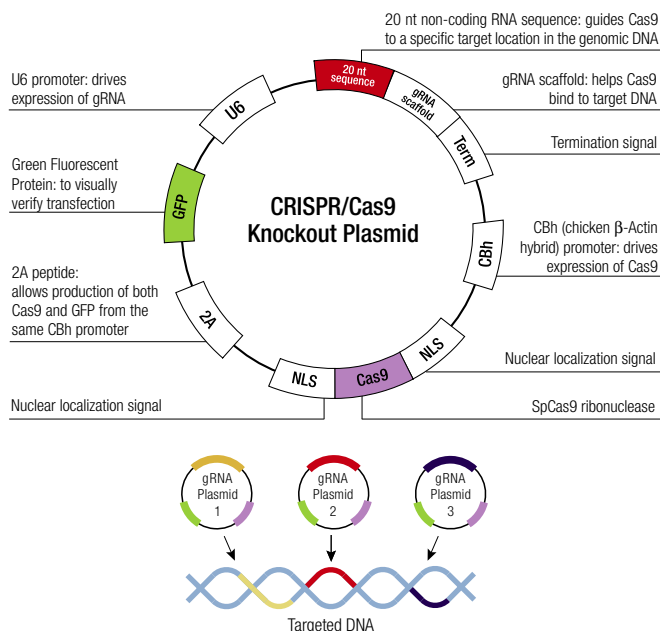 20 nt non-coding RNA sequence: guides Cas9
to a specific target location in the genomic DNA
U6 promoter: drives
expression of gRNA
gRNA scaffold: helps Cas9
bind to target DNA
Termination signal
Green Fluorescent
Protein: to visually
verify transfection
CBh (chicken β-Actin
hybrid) promoter: drives
expression of Cas9
2A peptide:
allows production of both
Cas9 and GFP from the
same CBh promoter
Nuclear localization signal
Nuclear localization signal
SpCas9 ribonuclease
CRISPR/Cas9
Knockout Plasmid
20 nt
sequence
gRNA
scaffold
Term
CBh
NLS
Cas9
NLS
2A
GFP
U6
gRNA
Plasmid
1
gRNA
Plasmid
2
gRNA
Plasmid
3
Targeted DNA